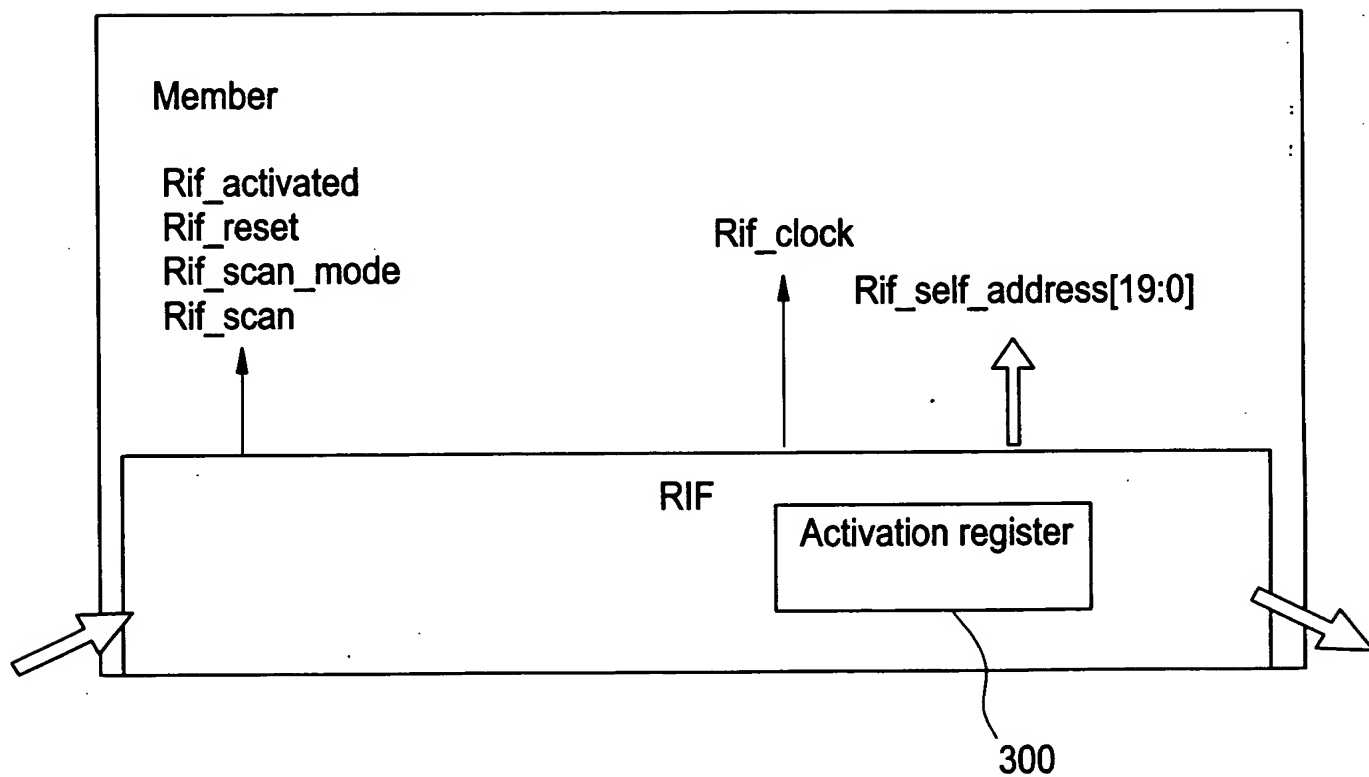 Member
Rif_activated
Rif_reset
Rif_scan_mode
Rif_scan
Rif_clock
Rif_self_address[19:0]
RIF
Activation register
300